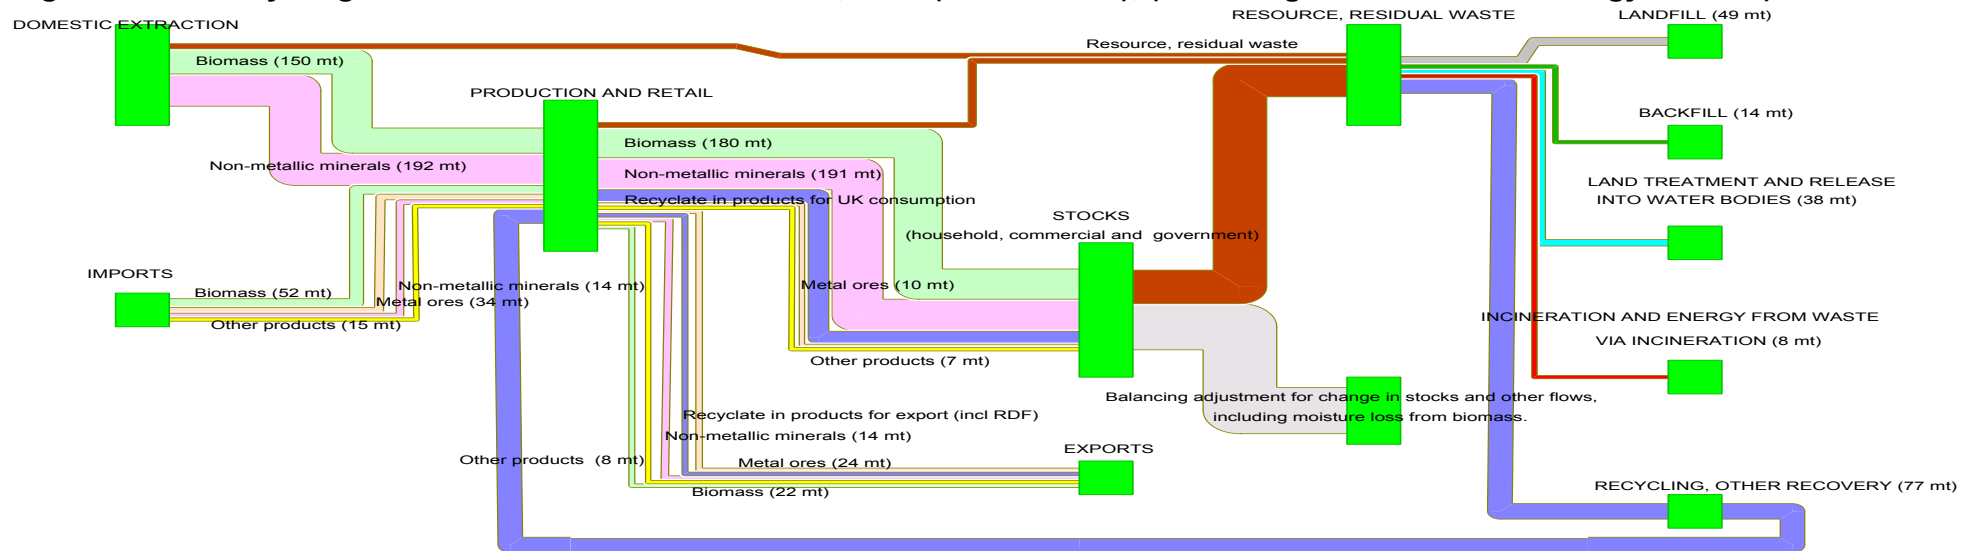 DOMESTIC EXTRACTION
RESOURCE, RESIDUAL WASTE
LANDFILL (49 mt)
Resource, residual waste
Biomass (150 mt)
PRODUCTION AND RETAIL
BACKFILL (14 mt)
Biomass (180 mt)
Non-metallic minerals (192 mt)
Non-metallic minerals (191 mt)
LAND TREATMENT AND RELEASE
INTO WATER BODIES (38 mt)
Recyclate in products for UK consumption
STOCKS
(household, commercial and  government)
IMPORTS
Biomass (52 mt)
Non-metallic minerals (14 mt)
Metal ores (34 mt)
Other products (15 mt)
Metal ores (10 mt)
INCINERATION AND ENERGY FROM WASTE
VIA INCINERATION (8 mt)
Other products (7 mt)
Balancing adjustment for change in stocks and other flows,
including moisture loss from biomass.
Recyclate in products for export (incl RDF)
Non-metallic minerals (14 mt)
EXPORTS
Other products  (8 mt)
Metal ores (24 mt)
Biomass (22 mt)
RECYCLING, OTHER RECOVERY (77 mt)